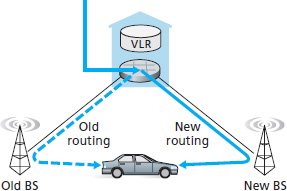 VLR
Old
routing
New
routing
Old BS
New BS